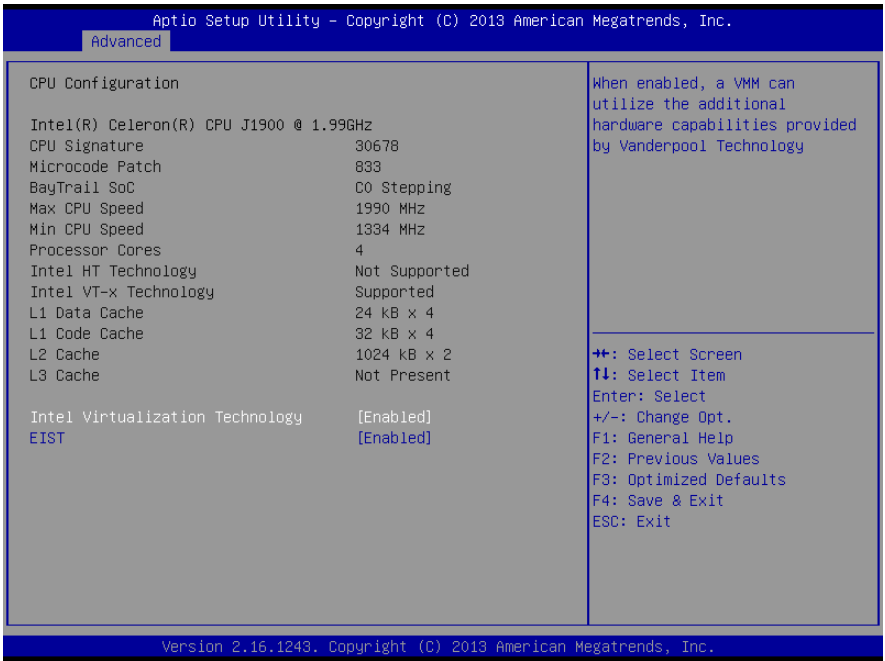 Aptio Setup Utility – Copyright (C) 2013 American Megatrends, Inc.
Advanced
CPU Configuration
Intel(R) Celeron(R) CPU J1900 @ 1.99GHz
CPU Signature 30678
Microcode Patch 833
BayTrail SoC C0 Stepping
Max CPU Speed 1990 MHz
Min CPU Speed 1334 MHz
Processor Cores 4
Intel HT Technology Not Supported
Intel VT-x Technology Supported
L1 Data Cache 24 kB x 4
L1 Code Cache 32 kB x 4
L2 Cache 1024 kB x 2
L3 Cache Not Present
Intel Virtualization Technology [Enabled]
EIST [Enabled]
When enabled, a VMM can
utilize the additional
hardware capabilities provided
by Vanderpool Technology
→←: Select Screen
↑↓: Select Item
Enter: Select
+/-: Change Opt.
F1: General Help
F2: Previous Values
F3: Optimized Defaults
F4: Save & Exit
ESC: Exit
Version 2.16.1243. Copyright (C) 2013 American Megatrends, Inc.